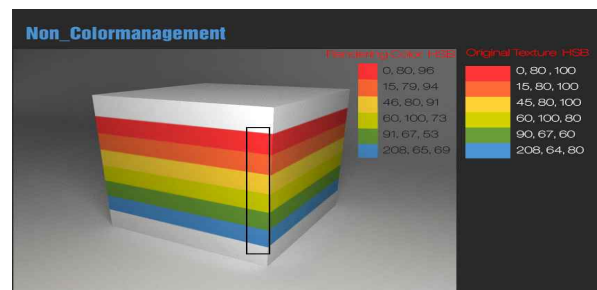 Non_Colormanagement
Rendering Color HSB
0, 80, 96
15, 79, 94
46, 80, 91
60, 100, 73
91, 67, 53
208, 65, 69
Original Texture HSB
0, 80 , 100
15, 80, 100
45, 80, 100
60, 100, 80
90, 67, 60
208, 64, 80